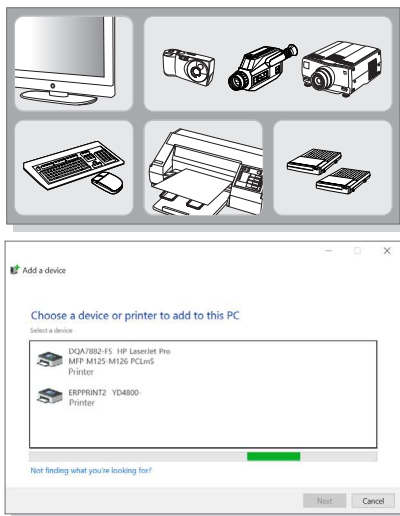 Add a device
Choose a device or printer to add to this PC
Select a device
DQA7882-F5 HP LaserJet Pro
MFP M125-M126 PCLmS
Printer
ERPPRINT2 YD4800-
Printer
Not finding what you're looking for?
Next
Cancel